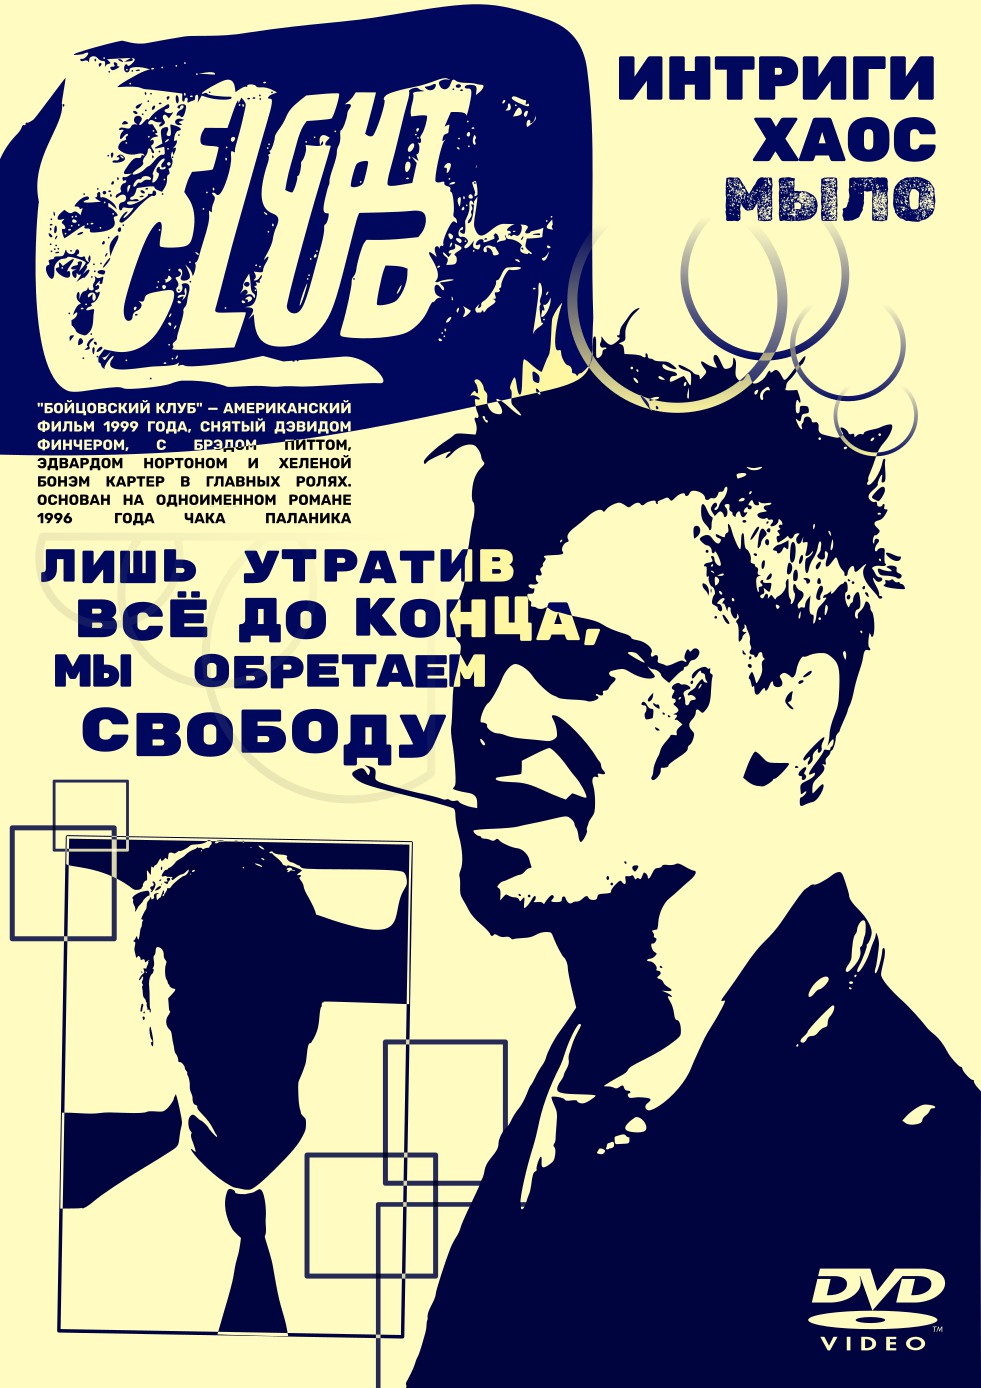 FIGHT
CLUB
ИНТРИГИ
ХАОС
МЫЛО
"БОЙЦОВСКИЙ КЛУБ" – АМЕРИКАНСКИЙ
ФИЛЬМ 1999 ГОДА, СНЯТЫЙ ДЭВИДОМ
ФИНЧЕРОМ, С БРЭДОМ ПИТТОМ,
ЭДВАРДОМ НОРТОНОМ И ХЕЛЕНОЙ
БОНЭМ КАРТЕР В ГЛАВНЫХ РОЛЯХ.
ОСНОВАН НА ОДНОИМЕННОМ РОМАНЕ
1996 ГОДА ЧАКА ПАЛАНИКА
ЛИШЬ УТРАТИВ
ВСЁ ДО КОНЦА,
МЫ ОБРЕТАЕМ
СВОБОДУ
DVD
VIDEO™